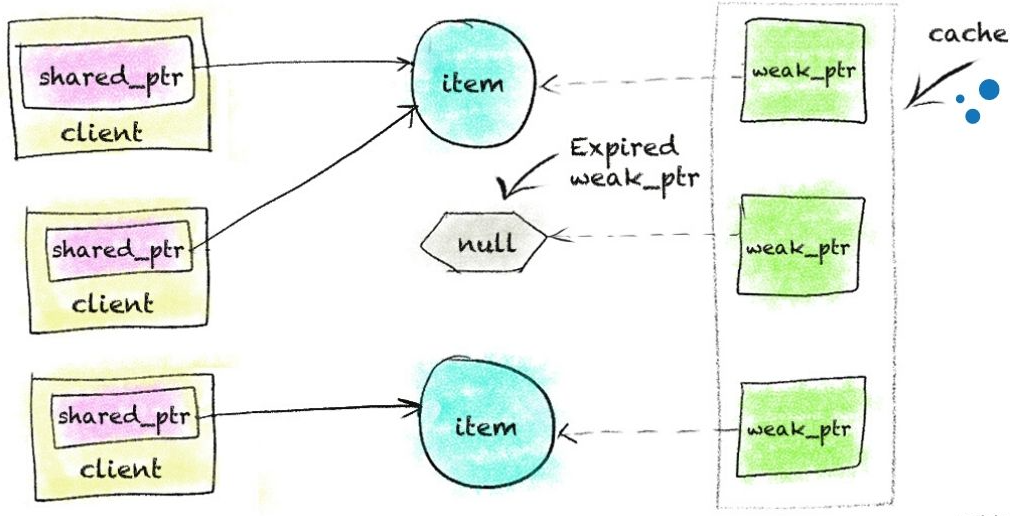 shared_ptr
client
item
weak_ptr
cache
Expired
weak_ptr
shared_ptr
client
null
weak_ptr
shared_ptr
client
item
weak_ptr